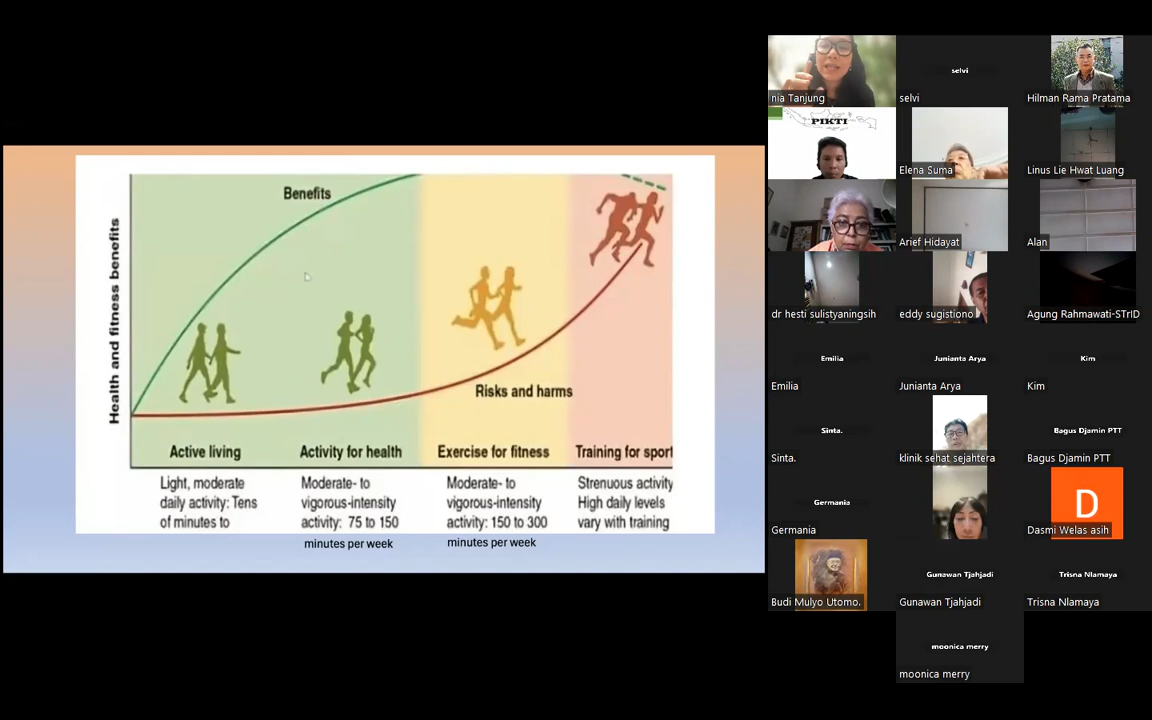 Health and fitness benefits
Benefits
Risks and harms
Active living
Activity for health
Exercise for fitness
Training for sport
Light, moderate
daily activity: Tens
of minutes to
Moderate- to
vigorous-intensity
activity: 75 to 150
minutes per week
Moderate- to
vigorous-intensity
activity: 150 to 300
minutes per week
Strenuous activity
High daily levels
vary with training
nia Tanjung
selvi
selvi
Hilman Rama Pratama
PIKTI
Elena Suma
Linus Lie Hwat Luang
Arief Hidayat
Alan
dr hesti sulistyaningsih
eddy sugistiono
Agung Rahmawati-STrID
Emilia
Emilia
Junianta Arya
Junianta Arya
Kim
Kim
Sinta.
Sinta.
klinik sehat sejahtera
Bagus Djamin PTT
Bagus Djamin PTT
Germania
Germania
D
Dasmi Welas asih
Budi Mulyo Utomo.
Gunawan Tjahjadi
Gunawan Tjahjadi
Trisna NIamaya
Trisna NIamaya
moonica merry
moonica merry